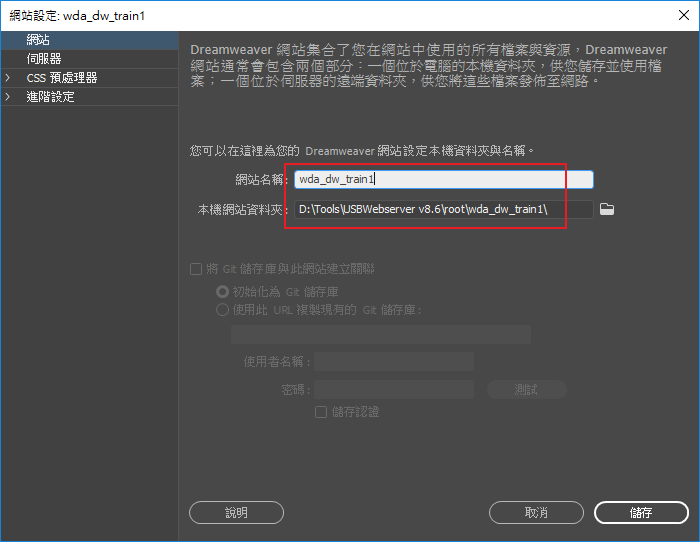 網站設定: wda_dw_train1
網站
伺服器
CSS 預處理器
進階設定
Dreamweaver 網站集合了您在網站中使用的所有檔案與資源，Dreamweaver
網站通常會包含兩個部分：一個位於電腦的本機資料夾，供您儲存並使用檔
案；一個位於伺服器的遠端資料夾，供您將這些檔案發佈至網路。
您可以在這裡為您的 Dreamweaver 網站設定本機資料夾與名稱。
網站名稱: wda_dw_train1
本機網站資料夾: D:\Tools\USBWebserver v8.6\root\wda_dw_train1\
將 Git 儲存庫與此網站建立關聯
初始化為 Git 儲存庫
使用此 URL 複製現有的 Git 儲存庫:
使用者名稱:
密碼: 測試
儲存認證
說明 取消 儲存